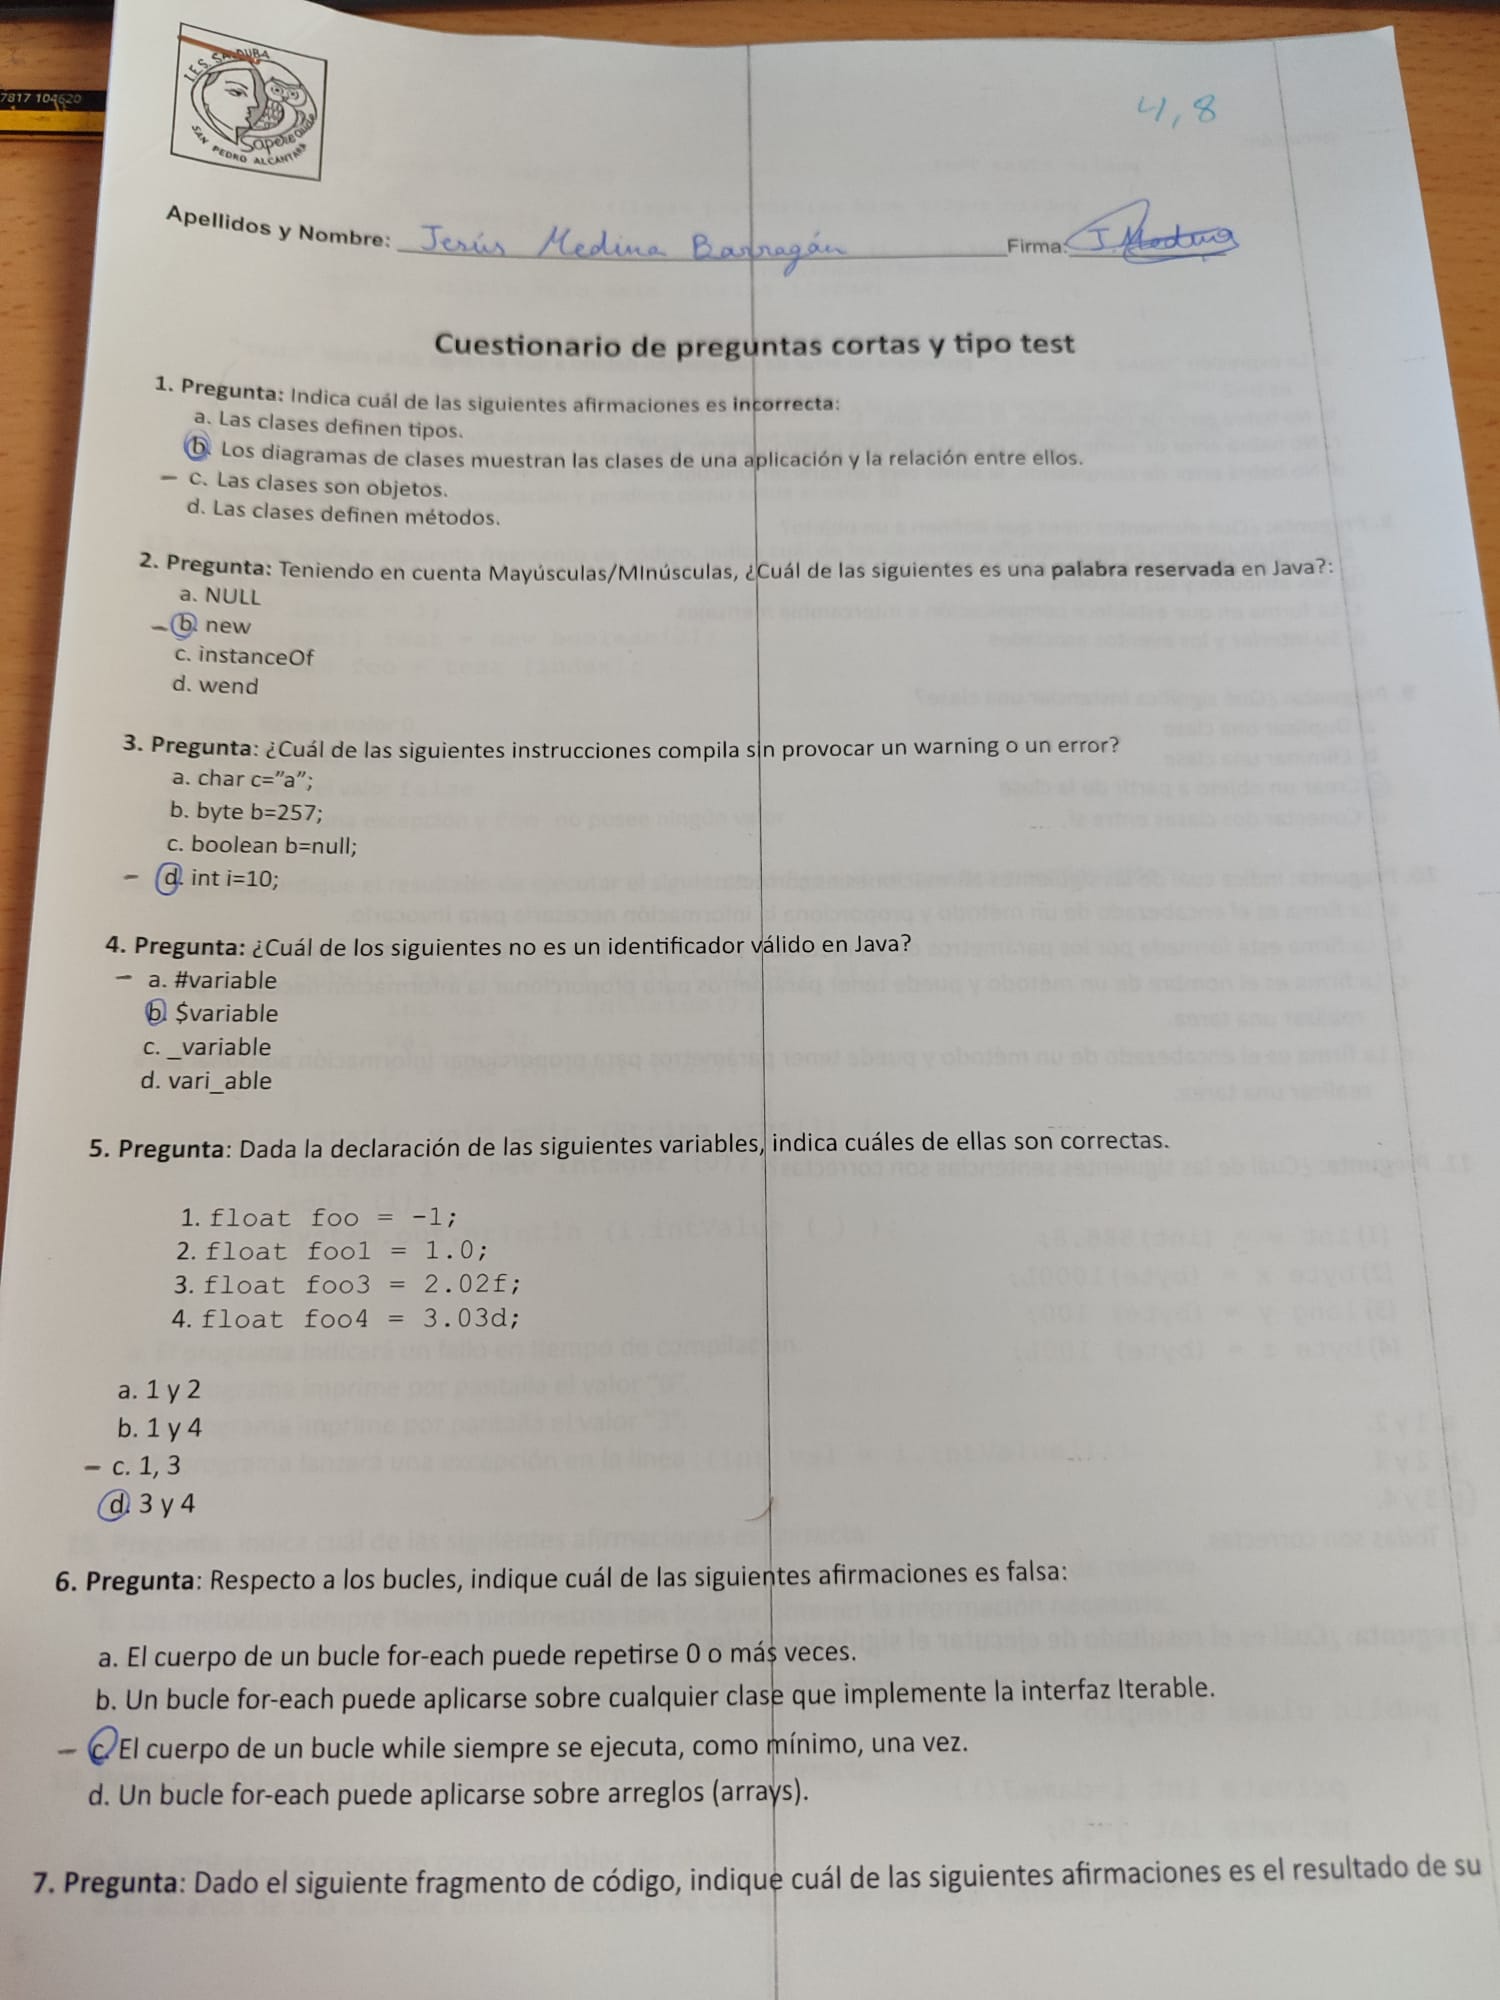 7817 104620
I.E.S. SALDUBA
Sapere aude
SAN PEDRO ALCANTARA
4,8
Apellidos y Nombre: Jesús Medina Barragán Firma: J. Medina
Cuestionario de preguntas cortas y tipo test
1. Pregunta: Indica cuál de las siguientes afirmaciones es incorrecta:
a. Las clases definen tipos.
b. Los diagramas de clases muestran las clases de una aplicación y la relación entre ellos.
– c. Las clases son objetos.
d. Las clases definen métodos.
2. Pregunta: Teniendo en cuenta Mayúsculas/MInúsculas, ¿Cuál de las siguientes es una palabra reservada en Java?:
a. NULL
– b. new
c. instanceOf
d. wend
3. Pregunta: ¿Cuál de las siguientes instrucciones compila sin provocar un warning o un error?
a. char c=”a”;
b. byte b=257;
c. boolean b=null;
– d. int i=10;
4. Pregunta: ¿Cuál de los siguientes no es un identificador válido en Java?
– a. #variable
b. $variable
c. _variable
d. vari_able
5. Pregunta: Dada la declaración de las siguientes variables, indica cuáles de ellas son correctas.
1. float foo = -1;
2. float foo1 = 1.0;
3. float foo3 = 2.02f;
4. float foo4 = 3.03d;
a. 1 y 2
b. 1 y 4
– c. 1, 3
d. 3 y 4
6. Pregunta: Respecto a los bucles, indique cuál de las siguientes afirmaciones es falsa:
a. El cuerpo de un bucle for-each puede repetirse 0 o más veces.
b. Un bucle for-each puede aplicarse sobre cualquier clase que implemente la interfaz Iterable.
– c. El cuerpo de un bucle while siempre se ejecuta, como mínimo, una vez.
d. Un bucle for-each puede aplicarse sobre arreglos (arrays).
7. Pregunta: Dado el siguiente fragmento de código, indique cuál de las siguientes afirmaciones es el resultado de su